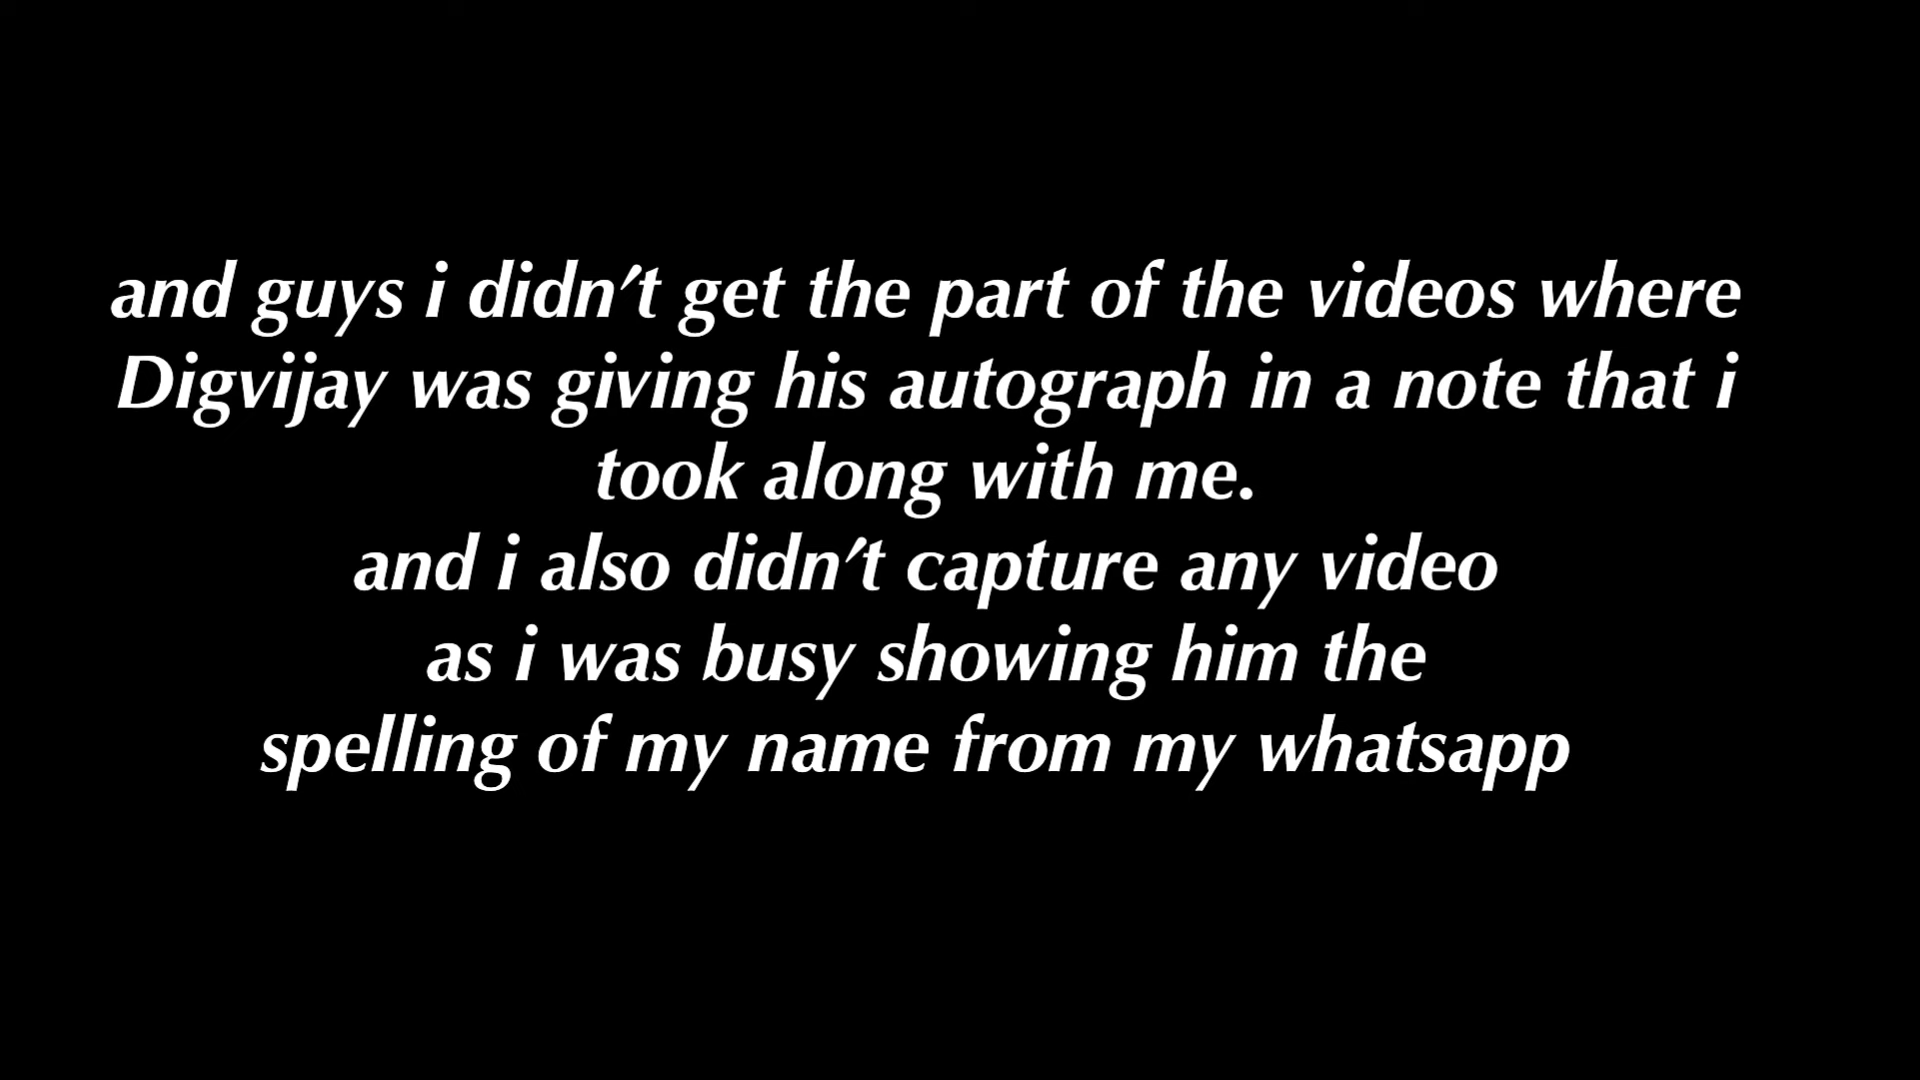 and guys i didn't get the part of the videos where
Digvijay was giving his autograph in a note that i
took along with me.
and i also didn't capture any video
as i was busy showing him the
spelling of my name from my whatsapp